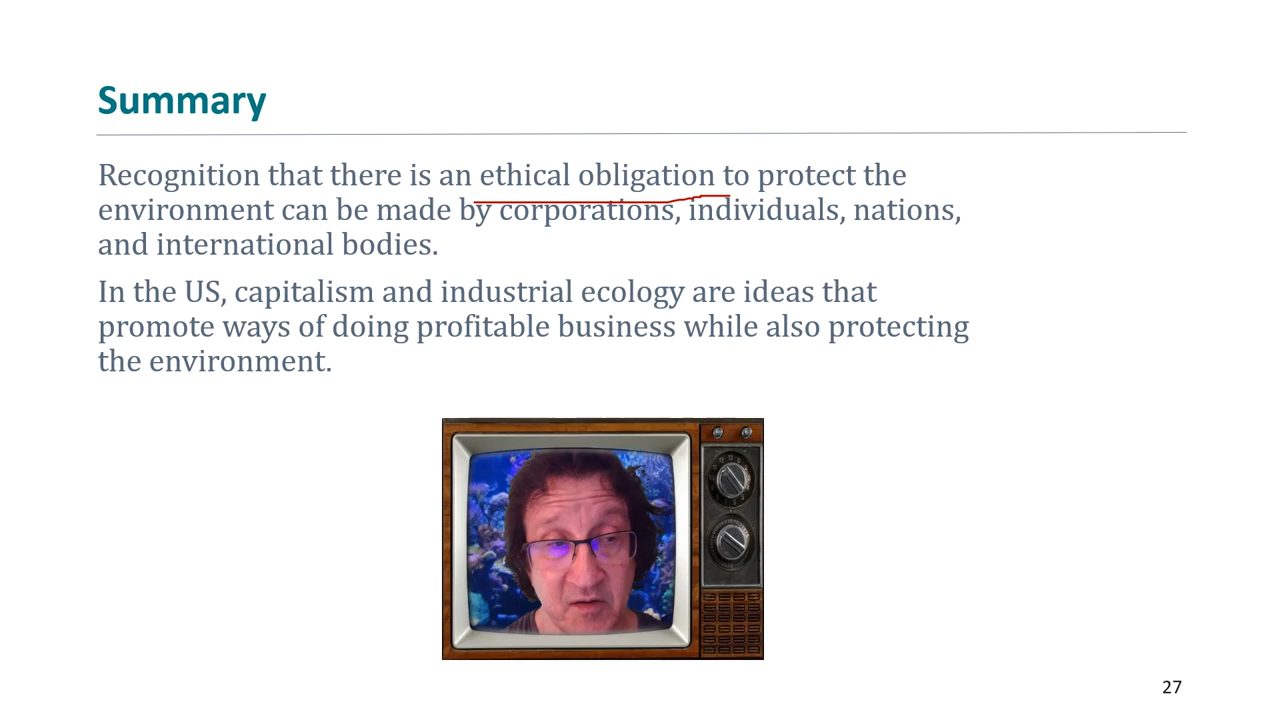 Summary
Recognition that there is an ethical obligation to protect the
environment can be made by corporations, individuals, nations,
and international bodies.
In the US, capitalism and industrial ecology are ideas that
promote ways of doing profitable business while also protecting
the environment.
27